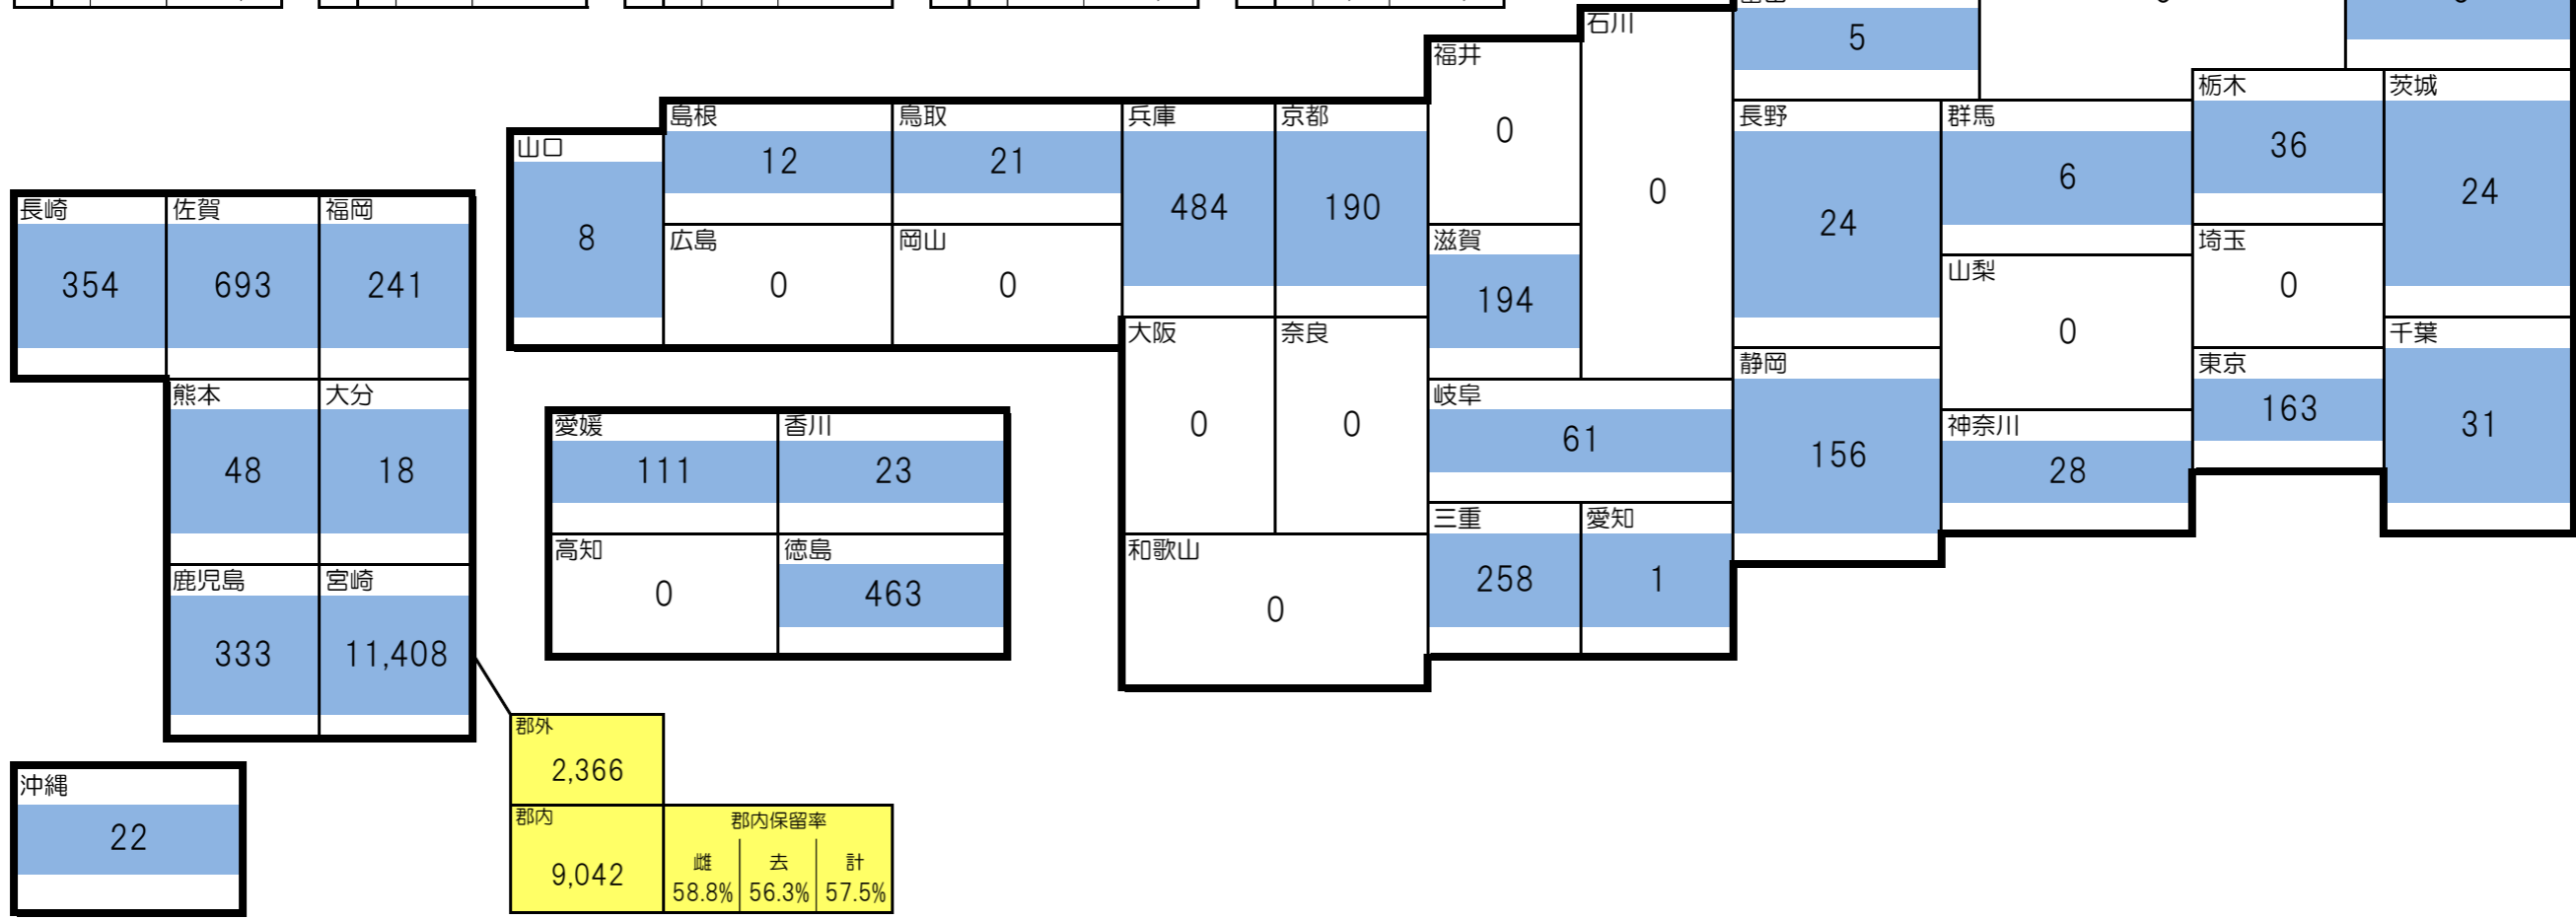 石川
0
5
福井
0
栃木
36
茨城
24
島根
12
鳥取
21
兵庫
484
京都
190
長野
24
群馬
6
山口
8
長崎
354
佐賀
693
福岡
241
広島
0
岡山
0
滋賀
194
埼玉
0
山梨
0
大阪
0
奈良
0
千葉
31
静岡
156
東京
163
熊本
48
大分
18
岐阜
61
愛媛
111
香川
23
神奈川
28
三重
258
愛知
1
高知
0
徳島
463
和歌山
0
鹿児島
333
宮崎
11,408
郡外
2,366
沖縄
22
郡内
9,042
郡内保留率
雌 去 計
58.8% 56.3% 57.5%